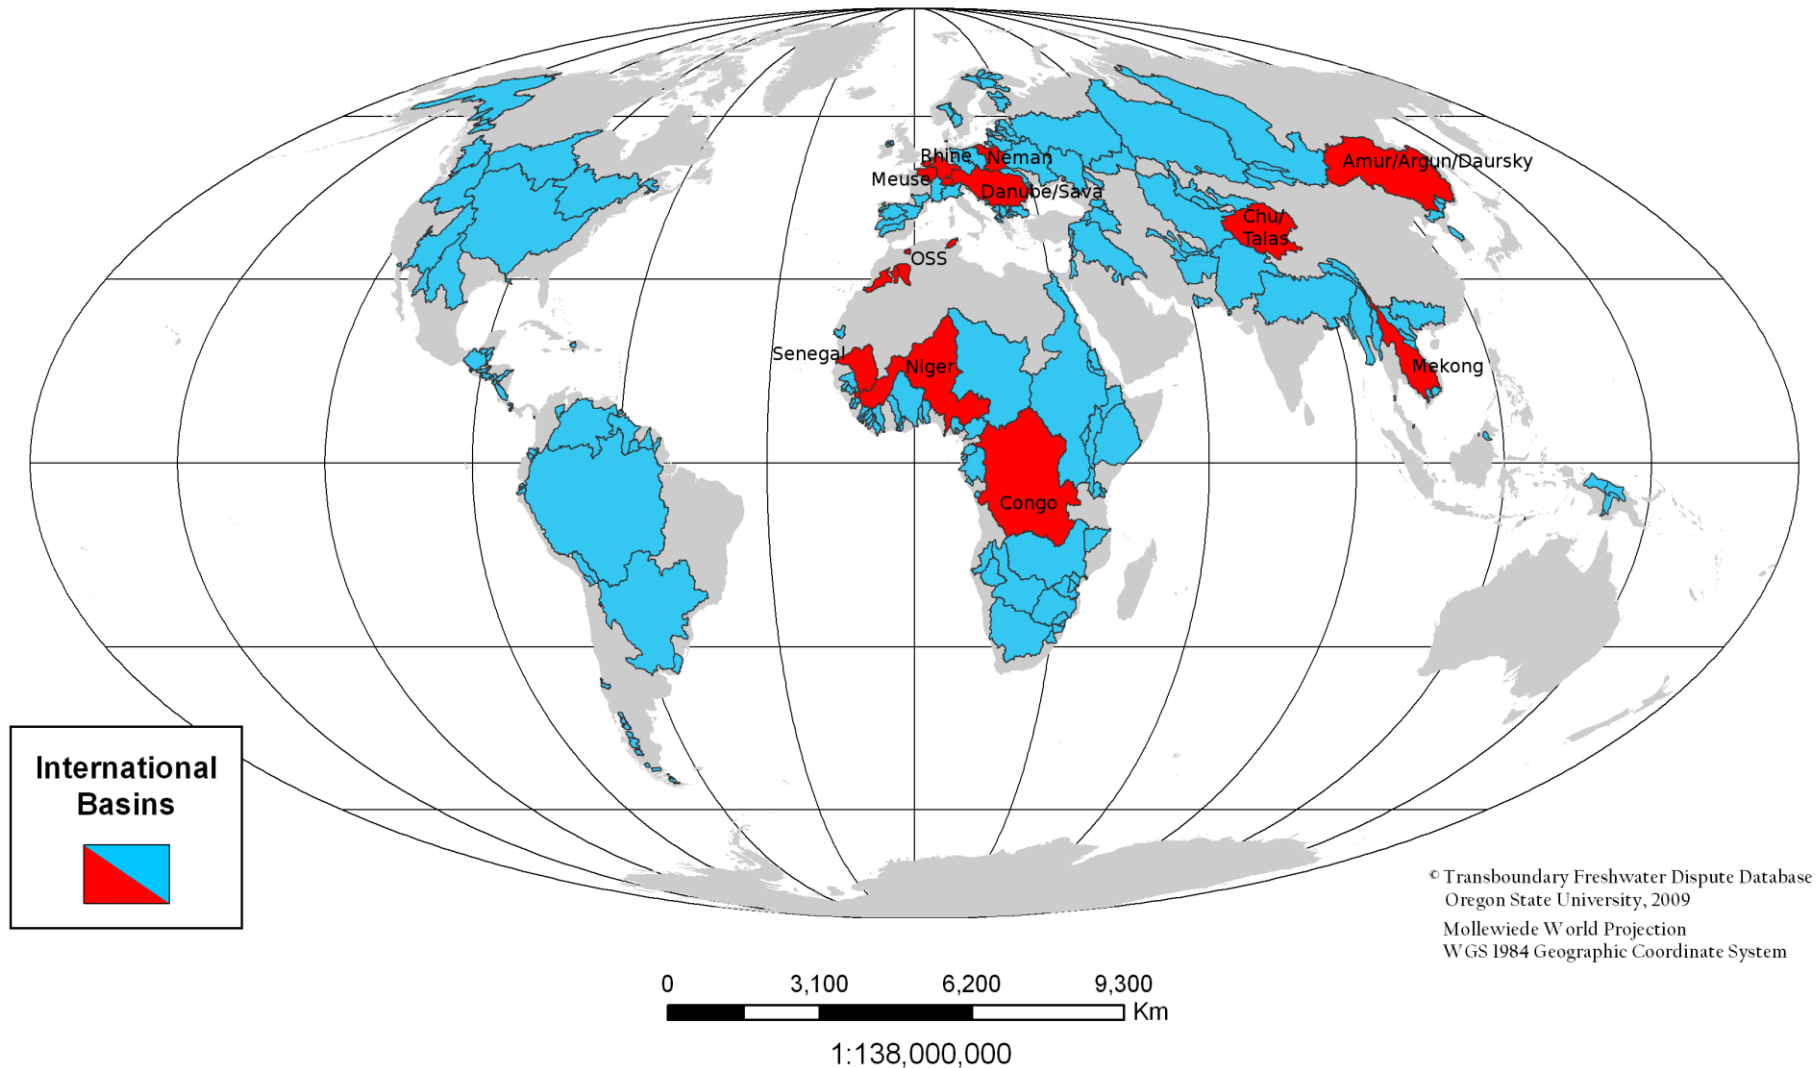 Rhine
Neman
Meuse
Danube/Sava
Amur/Argun/Daursky
Chu/
Talas
OSS
Senegal
Niger
Mekong
Congo
International
Basins
© Transboundary Freshwater Dispute Database
Oregon State University, 2009
Mollewiede World Projection
WGS 1984 Geographic Coordinate System
0 3,100 6,200 9,300
Km
1:138,000,000